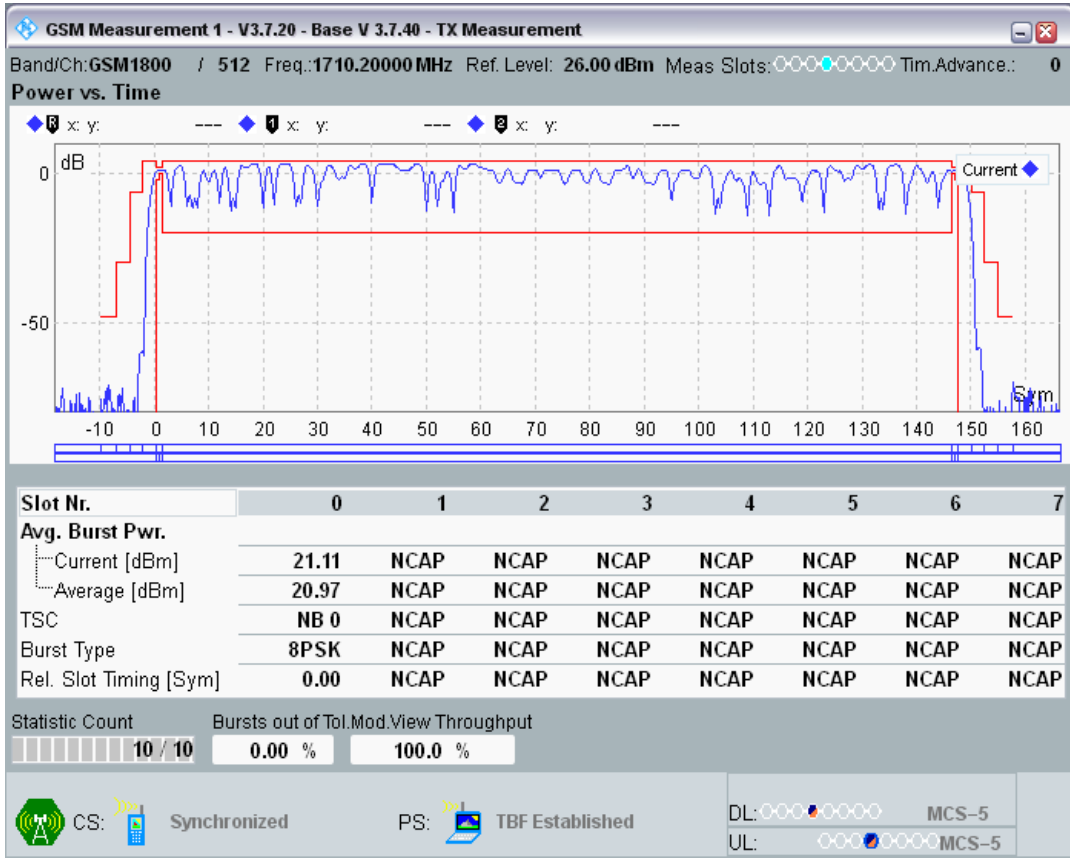 GSM Measurement 1 - V3.7.20 - Base V 3.7.40 - TX Measurement
Band/Ch:GSM1800 / 512 Freq.:1710.20000 MHz Ref. Level: 26.00 dBm Meas Slots: Tim.Advance.: 0
Power vs. Time
R x: y: --- 1 x: y: --- 2 x: y: ---
dB
Current
0
-50
Sym
-10 0 10 20 30 40 50 60 70 80 90 100 110 120 130 140 150 160
Slot Nr. 0 1 2 3 4 5 6 7
Avg. Burst Pwr.
Current [dBm] 21.11 NCAP NCAP NCAP NCAP NCAP NCAP NCAP
Average [dBm] 20.97 NCAP NCAP NCAP NCAP NCAP NCAP NCAP
TSC NB 0 NCAP NCAP NCAP NCAP NCAP NCAP NCAP
Burst Type 8PSK NCAP NCAP NCAP NCAP NCAP NCAP NCAP
Rel. Slot Timing [Sym] 0.00 NCAP NCAP NCAP NCAP NCAP NCAP NCAP
Statistic Count Bursts out of Tol.Mod.View Throughput
10 / 10 0.00 % 100.0 %
CS: Synchronized PS: TBF Established
DL: MCS-5
UL: MCS-5